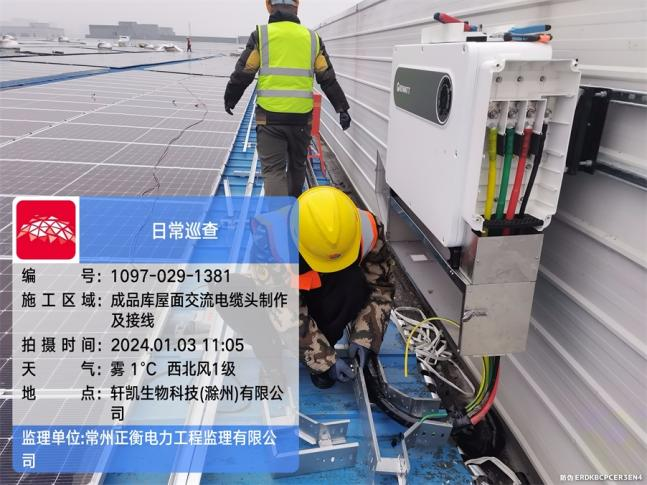 GROWATT
日常巡查
编 号: 1097-029-1381
施工区域: 成品库屋面交流电缆头制作
及接线
拍摄时间: 2024.01.03 11:05
天 气: 雾 1℃ 西北风1级
地 点: 轩凯生物科技(滁州)有限公
司
监理单位:常州正衡电力工程监理有限公
司
防伪 ERDKBCPCER3EN4